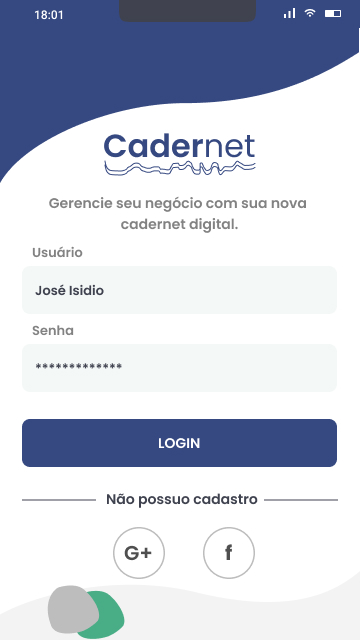 18:01
Cadernet
Gerencie seu negócio com sua nova
cadernet digital.
Usuário
José Isidio
Senha
*************
LOGIN
Não possuo cadastro
G+
f